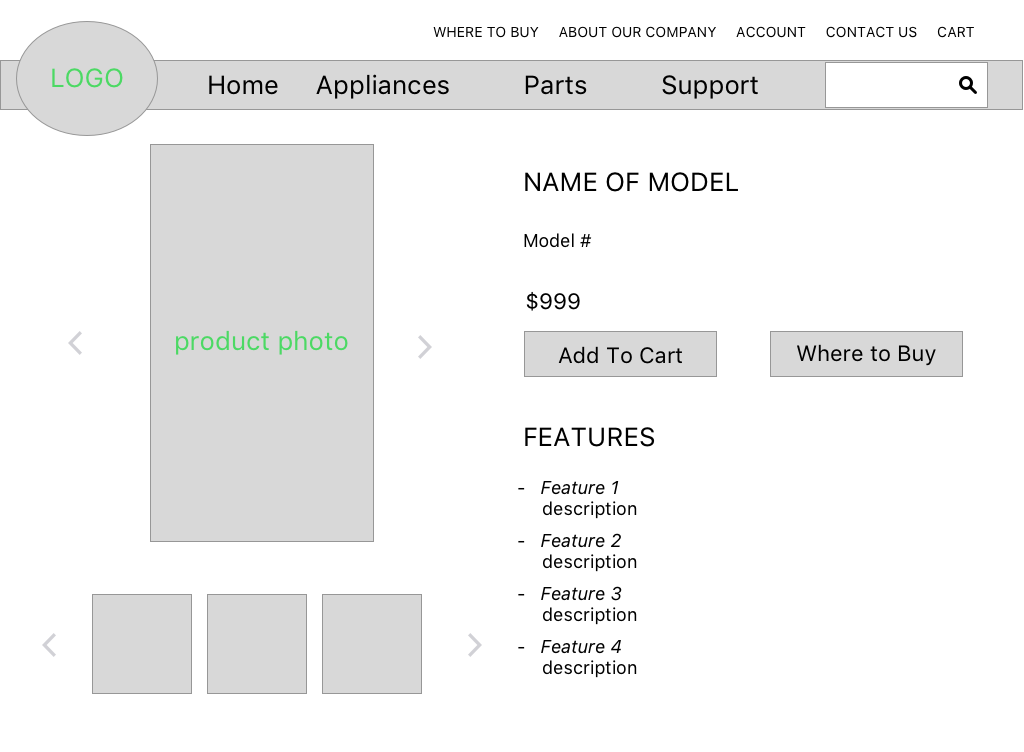 WHERE TO BUY ABOUT OUR COMPANY ACCOUNT CONTACT US CART
LOGO Home Appliances Parts Support
NAME OF MODEL
Model #
$999
product photo
Add To Cart Where to Buy
FEATURES
- Feature 1
description
- Feature 2
description
- Feature 3
description
- Feature 4
description